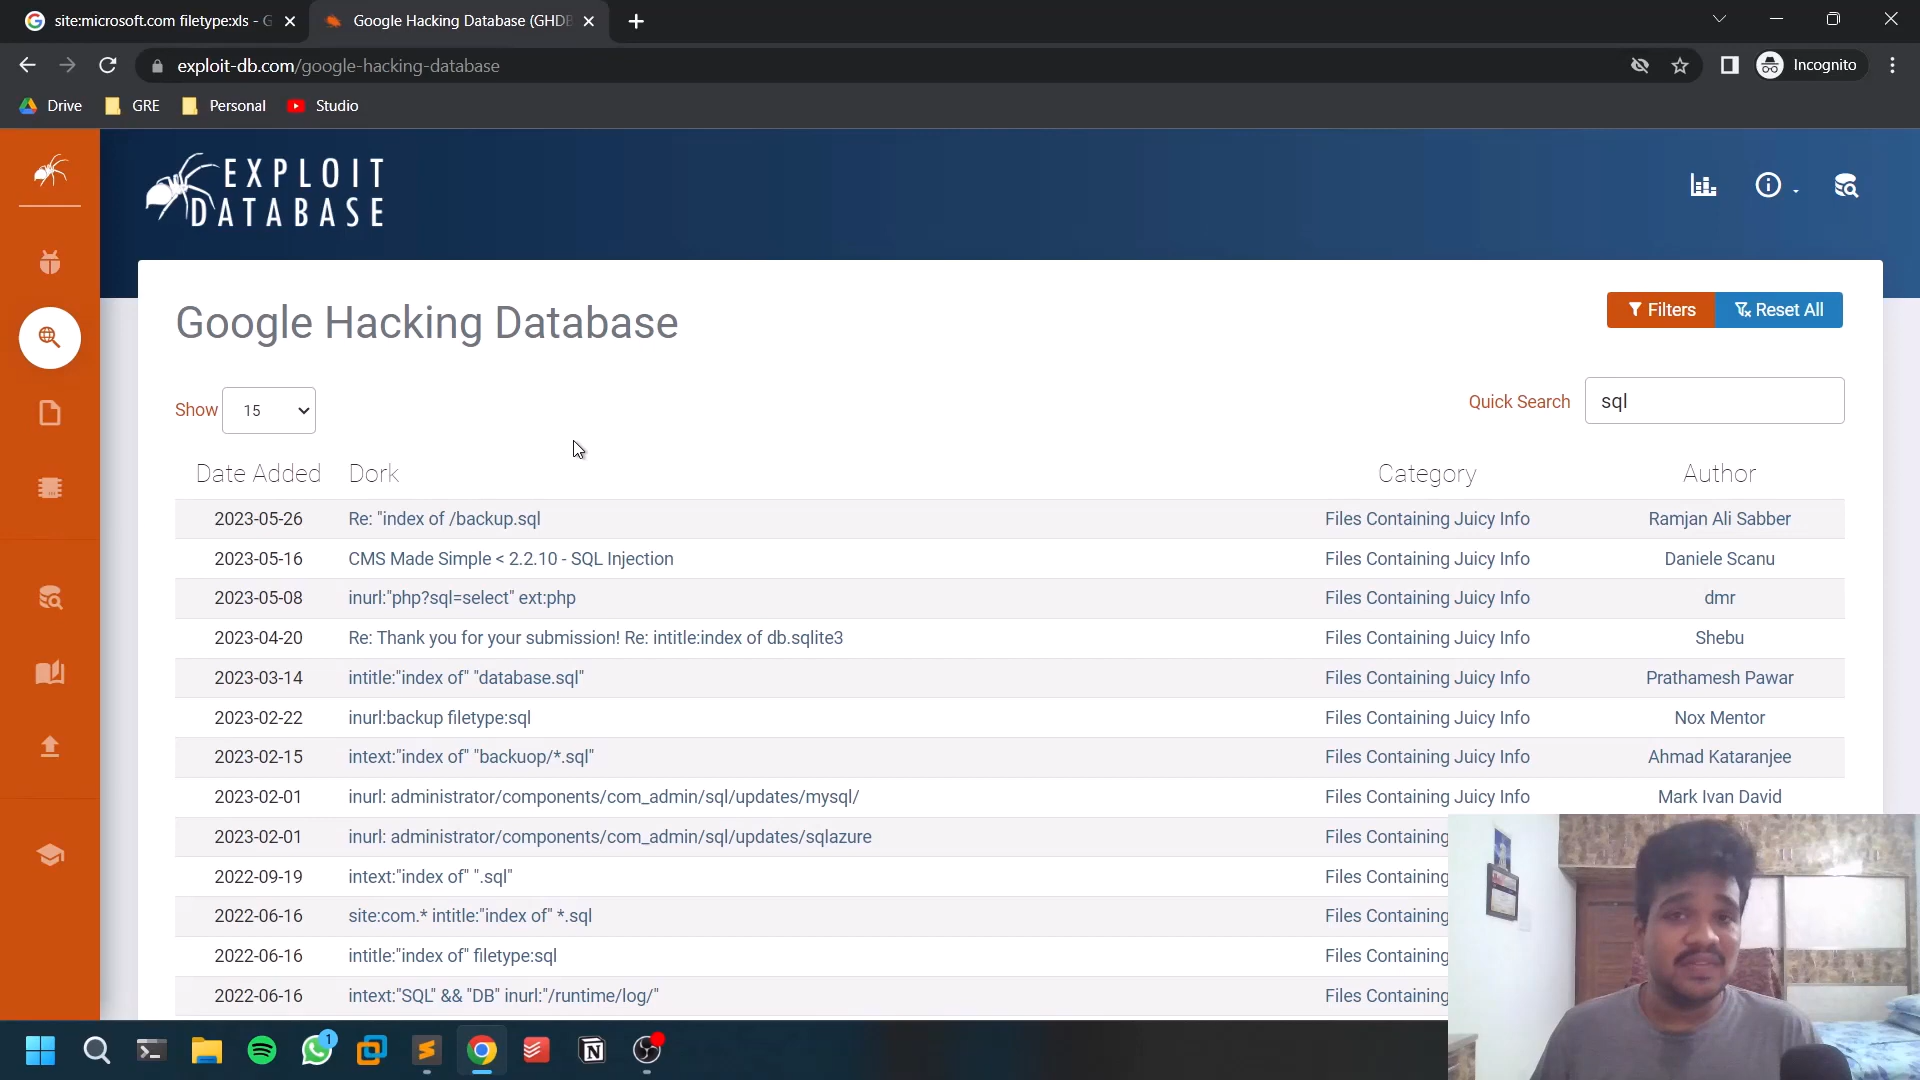 site:microsoft.com filetype:xls - G
Google Hacking Database (GHDB
exploit-db.com/google-hacking-database
Incognito
Drive
GRE
Personal
Studio
EXPLOIT
DATABASE
Google Hacking Database
Filters
Reset All
Show 15
Quick Search sql
Date Added Dork Category Author
2023-05-26 Re: "index of /backup.sql Files Containing Juicy Info Ramjan Ali Sabber
2023-05-16 CMS Made Simple < 2.2.10 - SQL Injection Files Containing Juicy Info Daniele Scanu
2023-05-08 inurl:"php?sql=select" ext:php Files Containing Juicy Info dmr
2023-04-20 Re: Thank you for your submission! Re: intitle:index of db.sqlite3 Files Containing Juicy Info Shebu
2023-03-14 intitle:"index of" "database.sql" Files Containing Juicy Info Prathamesh Pawar
2023-02-22 inurl:backup filetype:sql Files Containing Juicy Info Nox Mentor
2023-02-15 intext:"index of" "backuop/*.sql" Files Containing Juicy Info Ahmad Kataranjee
2023-02-01 inurl: administrator/components/com_admin/sql/updates/mysql/ Files Containing Juicy Info Mark Ivan David
2023-02-01 inurl: administrator/components/com_admin/sql/updates/sqlazure Files Containing
2022-09-19 intext:"index of" ".sql" Files Containing
2022-06-16 site:com.* intitle:"index of" *.sql Files Containing
2022-06-16 intitle:"index of" filetype:sql Files Containing
2022-06-16 intext:"SQL" && "DB" inurl:"/runtime/log/" Files Containing
1